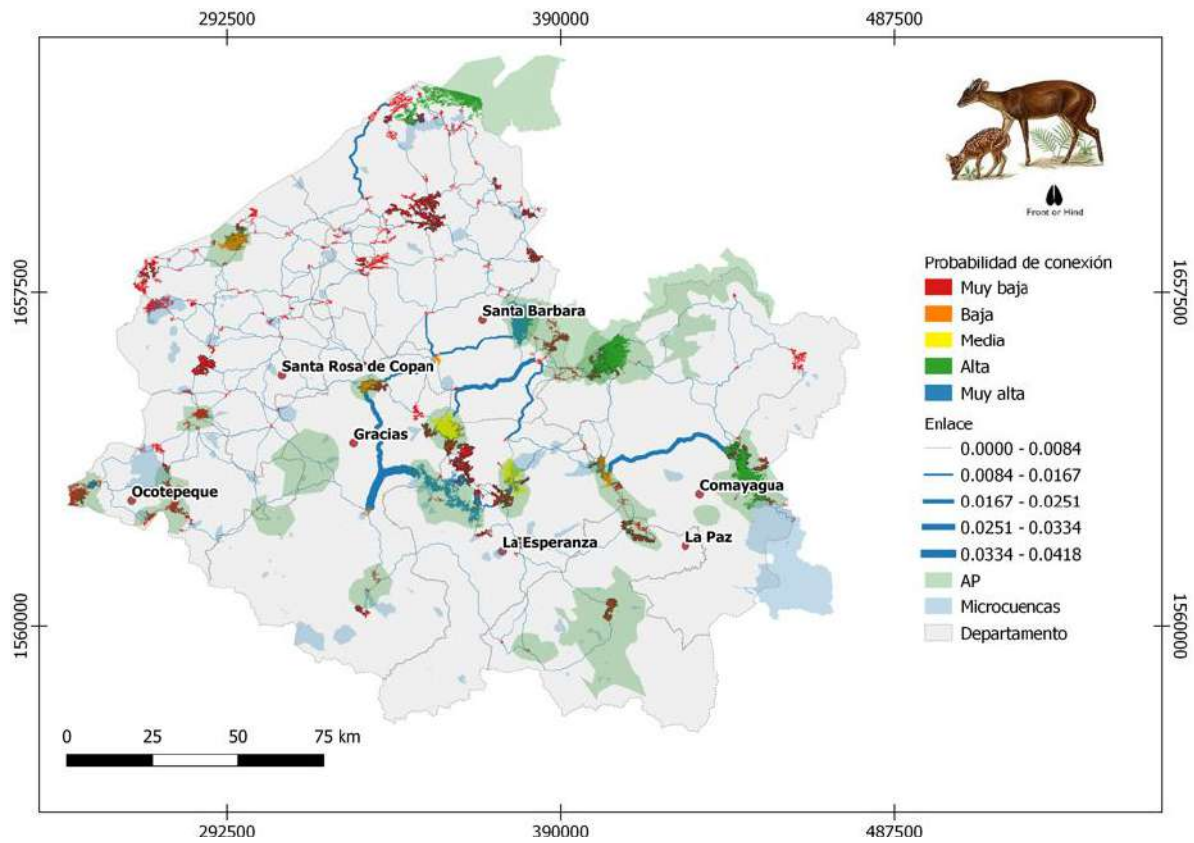 292500
390000
487500
Front or Hind
Probabilidad de conexión
Muy baja
Baja
Media
Alta
Muy alta
Enlace
0.0000 - 0.0084
0.0084 - 0.0167
0.0167 - 0.0251
0.0251 - 0.0334
0.0334 - 0.0418
AP
Microcuencas
Departamento
1657500
1657500
Santa Barbara
Santa Rosa de Copan
Gracias
Ocotepeque
Comayagua
La Esperanza
La Paz
1560000
1560000
0 25 50 75 km
292500
390000
487500